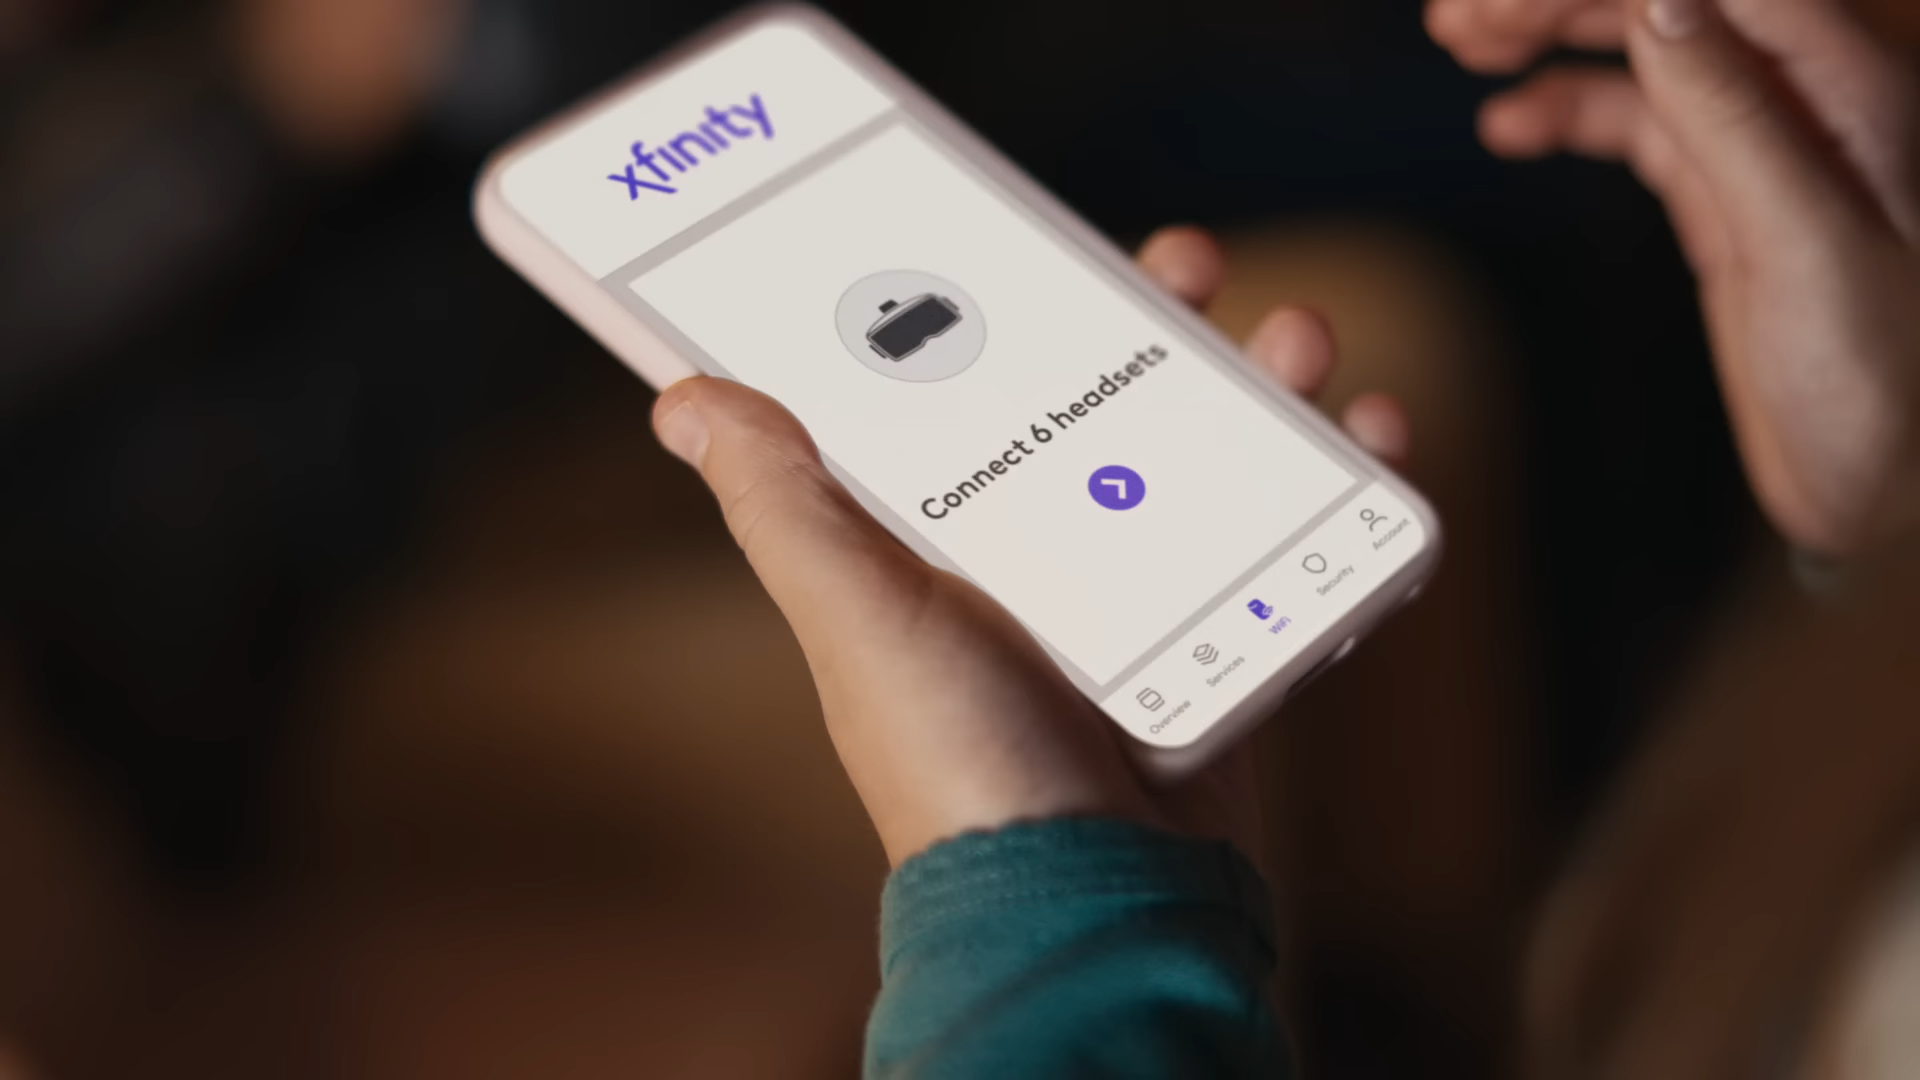 xfinity
Connect 6 headsets
Overview
Services
WiFi
Security
Account